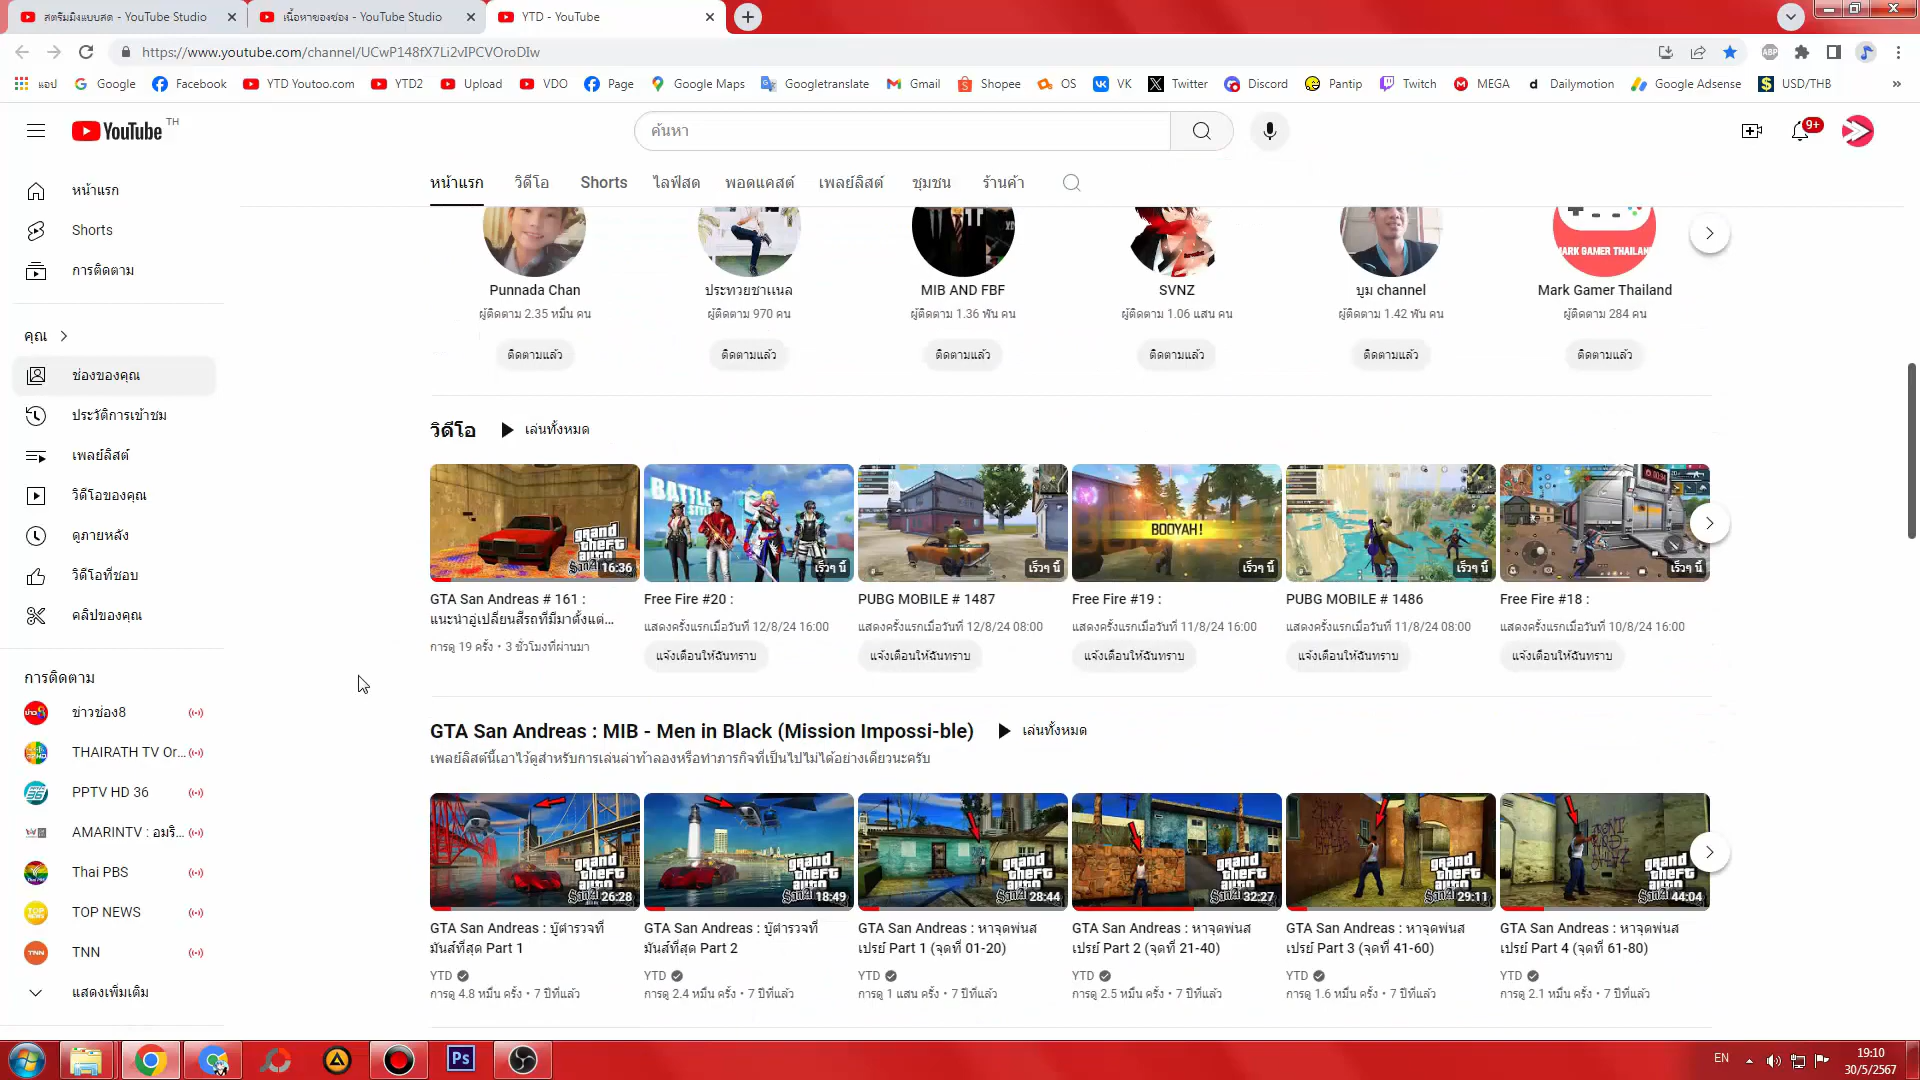 สตรีมมิงแบบสด - YouTube Studio
เนื้อหาของช่อง - YouTube Studio
YTD - YouTube
https://www.youtube.com/channel/UCwP148fX7Li2vIPCVOroDIw
แอป
Google
Facebook
YTD Youtoo.com
YTD2
Upload
VDO
Page
Google Maps
Googletranslate
Gmail
Shopee
OS
VK
Twitter
Discord
Pantip
Twitch
MEGA
Dailymotion
Google Adsense
USD/THB
YouTube TH
ค้นหา
9+
หน้าแรก
Shorts
การติดตาม
คุณ
ช่องของคุณ
ประวัติการเข้าชม
เพลย์ลิสต์
วิดีโอของคุณ
ดูภายหลัง
วิดีโอที่ชอบ
คลิปของคุณ
การติดตาม
ข่าวช่อง8
THAIRATH TV Or...
PPTV HD 36
AMARINTV : อมริ...
Thai PBS
TOP NEWS
TNN
แสดงเพิ่มเติม
หน้าแรก วิดีโอ Shorts ไลฟ์สด พอดแคสต์ เพลย์ลิสต์ ชุมชน ร้านค้า
MARK GAMER THAILAND
Punnada Chan
ผู้ติดตาม 2.35 หมื่น คน
ติดตามแล้ว
ประทวยชาแนล
ผู้ติดตาม 970 คน
ติดตามแล้ว
MIB AND FBF
ผู้ติดตาม 1.36 พัน คน
ติดตามแล้ว
SVNZ
ผู้ติดตาม 1.06 แสน คน
ติดตามแล้ว
บูม channel
ผู้ติดตาม 1.42 พัน คน
ติดตามแล้ว
Mark Gamer Thailand
ผู้ติดตาม 284 คน
ติดตามแล้ว
วิดีโอ
เล่นทั้งหมด
grand theft auto
San A
16:36
GTA San Andreas # 161 :
แนะนำอู่เปลี่ยนสีรถที่มีมาตั้งแต่...
การดู 19 ครั้ง • 3 ชั่วโมงที่ผ่านมา
BATTLE
STYLE
เร็วๆ นี้
Free Fire #20 :
แสดงครั้งแรกเมื่อวันที่ 12/8/24 16:00
แจ้งเตือนให้ฉันทราบ
เร็วๆ นี้
PUBG MOBILE # 1487
แสดงครั้งแรกเมื่อวันที่ 12/8/24 08:00
แจ้งเตือนให้ฉันทราบ
BOOYAH!
เร็วๆ นี้
Free Fire #19 :
แสดงครั้งแรกเมื่อวันที่ 11/8/24 16:00
แจ้งเตือนให้ฉันทราบ
เร็วๆ นี้
PUBG MOBILE # 1486
แสดงครั้งแรกเมื่อวันที่ 11/8/24 08:00
แจ้งเตือนให้ฉันทราบ
เร็วๆ นี้
Free Fire #18 :
แสดงครั้งแรกเมื่อวันที่ 10/8/24 16:00
แจ้งเตือนให้ฉันทราบ
GTA San Andreas : MIB - Men in Black (Mission Impossi-ble)
เล่นทั้งหมด
เพลย์ลิสต์นี้เอาไว้ดูสำหรับการเล่นล่าท้าลองหรือทำภารกิจที่เป็นไปไม่ได้อย่างเดียวนะครับ
grand theft auto
26:28
GTA San Andreas : บู๊ตำรวจที่
มันส์ที่สุด Part 1
YTD
การดู 4.8 หมื่น ครั้ง • 7 ปีที่แล้ว
grand theft auto
18:49
GTA San Andreas : บู๊ตำรวจที่
มันส์ที่สุด Part 2
YTD
การดู 2.4 หมื่น ครั้ง • 7 ปีที่แล้ว
grand theft auto
28:44
GTA San Andreas : หาจุดพ่นส
เปรย์ Part 1 (จุดที่ 01-20)
YTD
การดู 1 แสน ครั้ง • 7 ปีที่แล้ว
grand theft auto
32:27
GTA San Andreas : หาจุดพ่นส
เปรย์ Part 2 (จุดที่ 21-40)
YTD
การดู 2.5 หมื่น ครั้ง • 7 ปีที่แล้ว
grand theft auto
29:11
GTA San Andreas : หาจุดพ่นส
เปรย์ Part 3 (จุดที่ 41-60)
YTD
การดู 1.6 หมื่น ครั้ง • 7 ปีที่แล้ว
grand theft auto
44:04
GTA San Andreas : หาจุดพ่นส
เปรย์ Part 4 (จุดที่ 61-80)
YTD
การดู 2.1 หมื่น ครั้ง • 7 ปีที่แล้ว
Ps
EN
19:10
30/5/2567